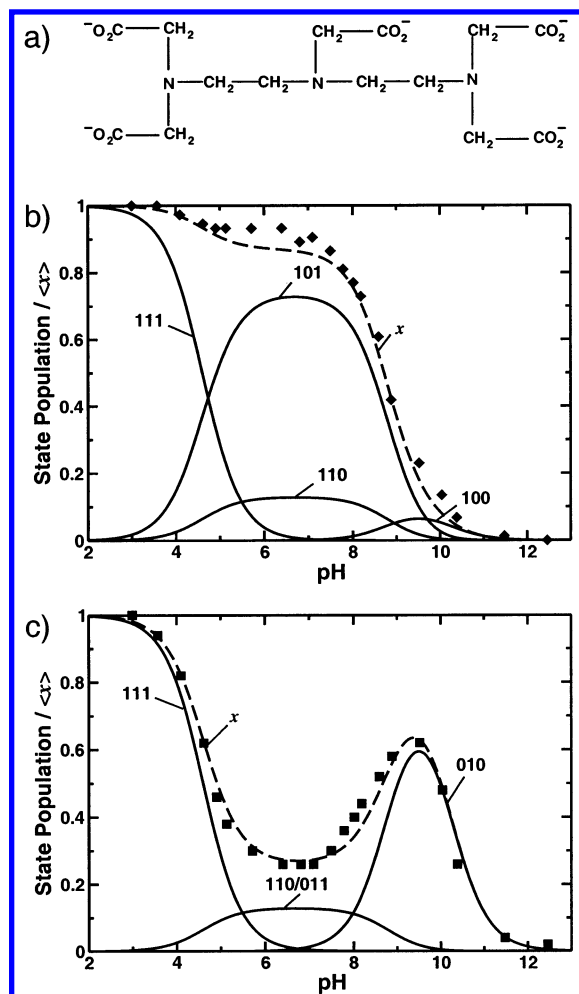 a)
⁻O₂C—CH₂ CH₂—CO₂⁻ CH₂—CO₂⁻
N—CH₂—CH₂—N—CH₂—CH₂—N
⁻O₂C—CH₂ CH₂—CO₂⁻
b)
State Population / <x>
1
0.8
0.6
0.4
0.2
0
111
101
x
110
100
2 4 6 8 10 12
pH
c)
State Population / <x>
1
0.8
0.6
0.4
0.2
0
111
x
010
110/011
2 4 6 8 10 12
pH